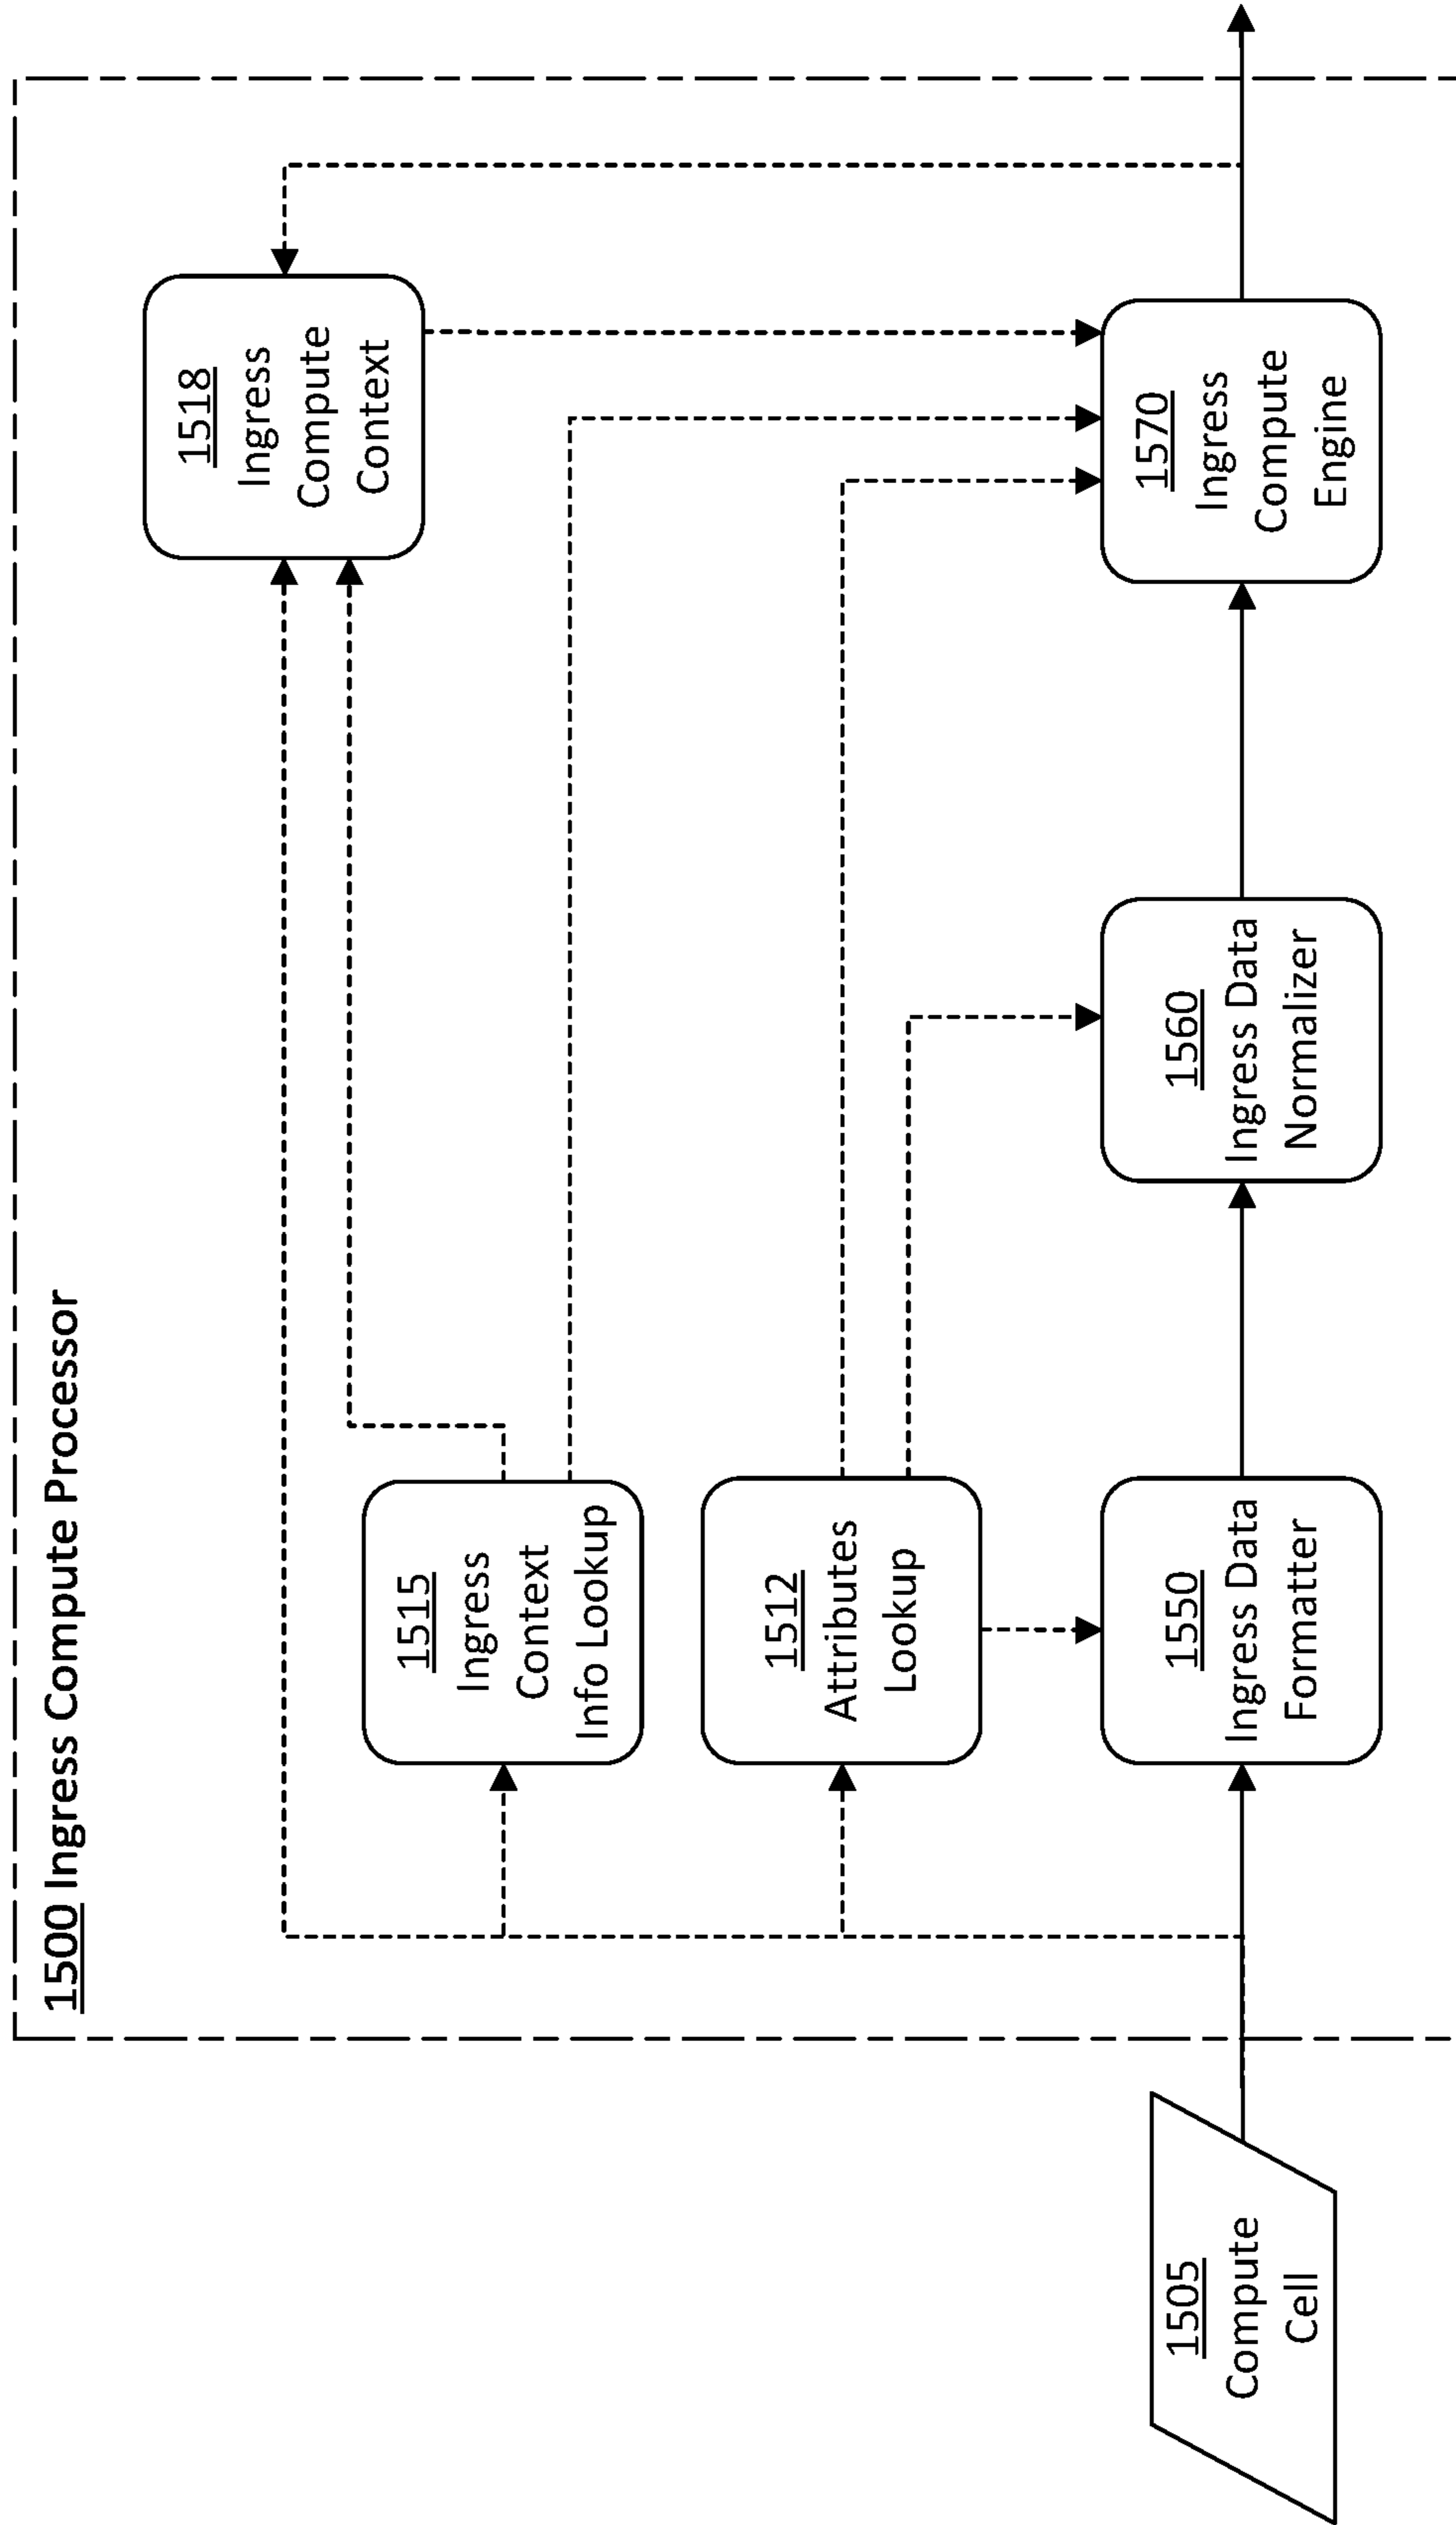 1500 Ingress Compute Processor
1518
Ingress
Compute
Context
1515
Ingress
Context
Info Lookup
1512
Attributes
Lookup
1505
Compute
Cell
1550
Ingress Data
Formatter
1560
Ingress Data
Normalizer
1570
Ingress
Compute
Engine